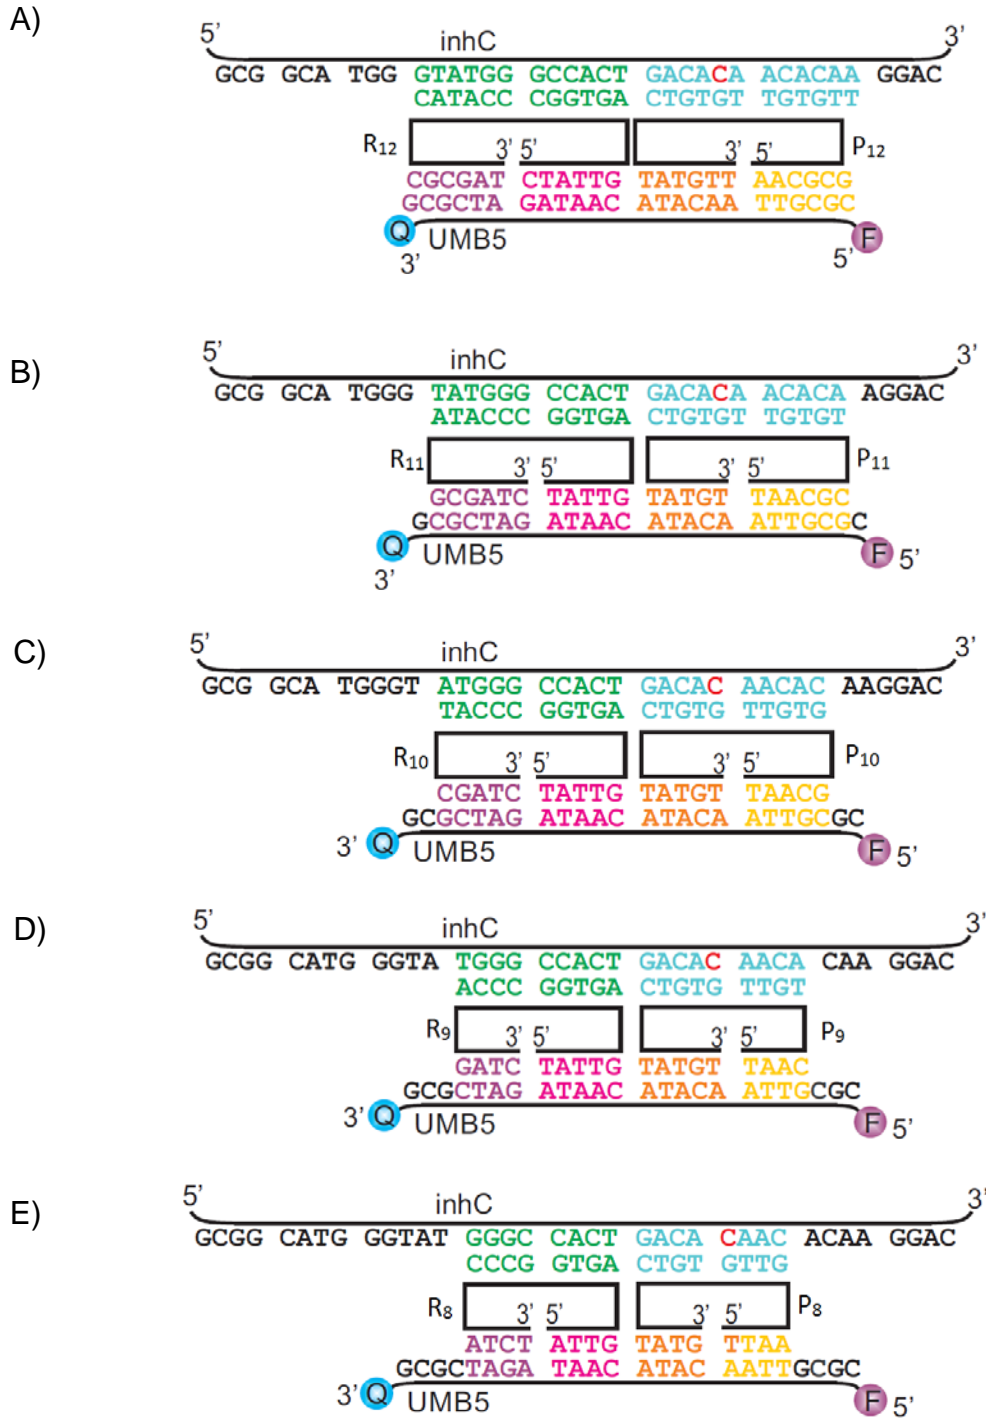 A)
5' inhC 3'
GCG GCA TGG GTATGG GCCACT GACACA ACACAA GGAC
CATACC CGGTGA CTGTGT TGTGTT
R12 3' 5' 3' 5' P12
CGCGAT CTATTG TATGTT AACGCG
GCGCTA GATAAC ATACAA TTGCGC
Q UMB5 F
3' 5'
B)
5' inhC 3'
GCG GCA TGGG TATGGG CCACT GACACA ACACA AGGAC
ATACCC GGTGA CTGTGT TGTGT
R11 3' 5' 3' 5' P11
GCGATC TATTG TATGT TAACGC
GCGCTAG ATAAC ATACA ATTGCGC
Q UMB5 F 5'
3'
C)
5' inhC 3'
GCG GCA TGGGT ATGGG CCACT GACAC AACAC AAGGAC
TACCC GGTGA CTGTG TTGTG
R10 3' 5' 3' 5' P10
CGATC TATTG TATGT TAACG
GCGCTAG ATAAC ATACA ATTGCGC
3' Q UMB5 F 5'
D)
5' inhC 3'
GCGG CATG GGTA TGGG CCACT GACAC AACA CAA GGAC
ACCC GGTGA CTGTG TTGT
R9 3' 5' 3' 5' P9
GATC TATTG TATGT TAAC
GCGCTAG ATAAC ATACA ATTGCGC
3' Q UMB5 F 5'
E)
5' inhC 3'
GCGG CATG GGTAT GGGC CACT GACA CAAC ACAA GGAC
CCCG GTGA CTGT GTTG
R8 3' 5' 3' 5' P8
ATCT ATTG TATG TTAA
GCGCTAGA TAAC ATAC AATTGCGC
3' Q UMB5 F 5'